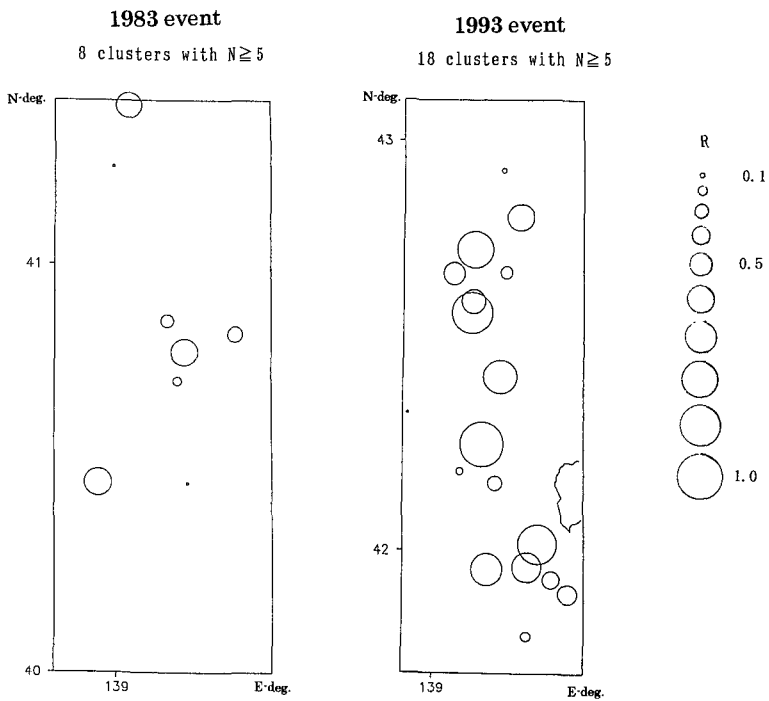 1983 event
8 clusters with N≧5
N-deg.
41
40
139
E-deg.
1993 event
18 clusters with N≧5
N-deg.
43
42
139
E-deg.
R
0.1
0.5
1.0